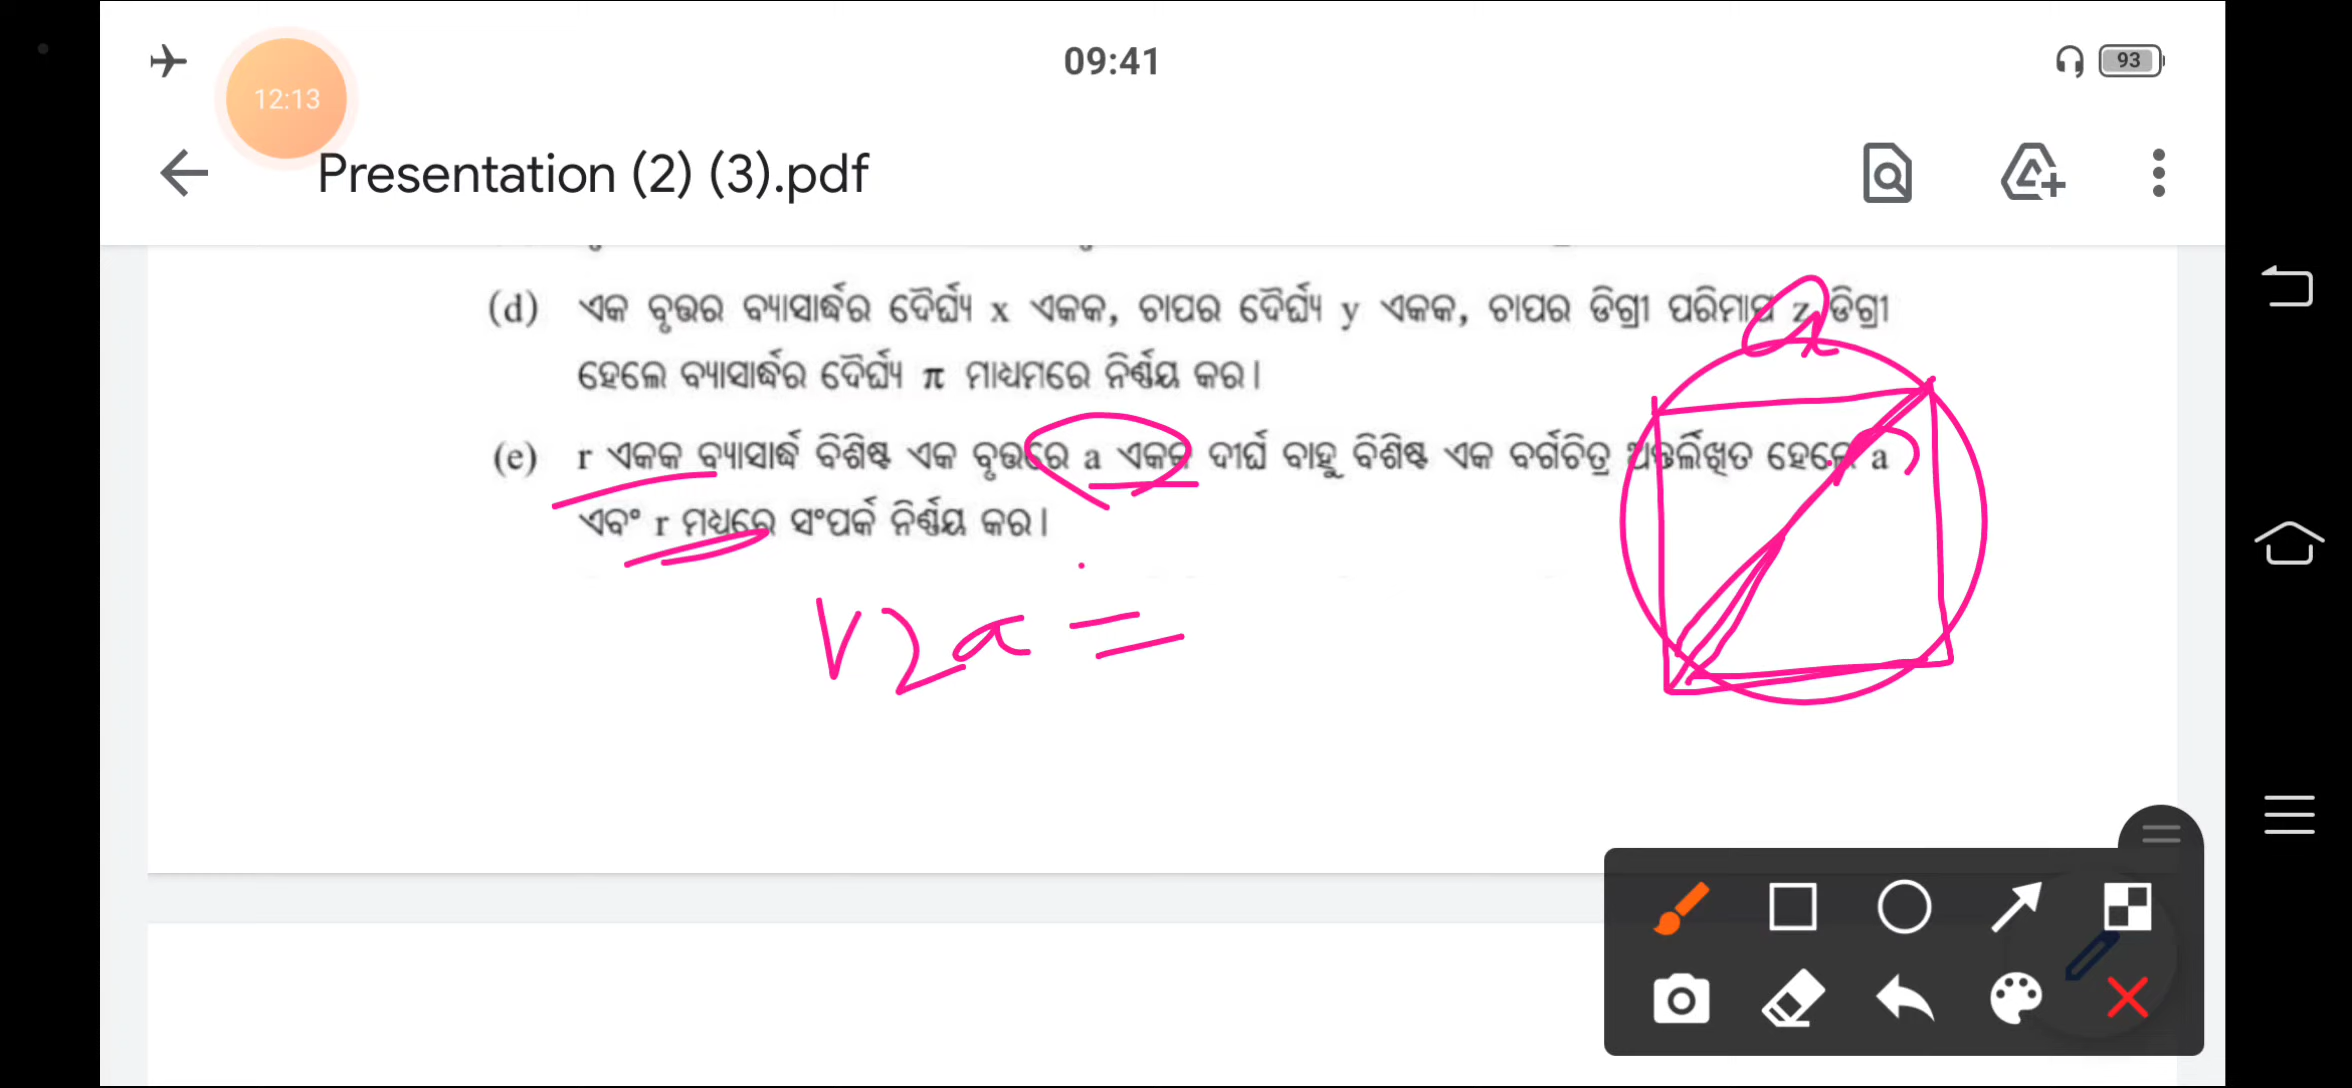 09:41
93
12:13
Presentation (2) (3).pdf
(d) ଏକ ବୃତ୍ତର ବ୍ୟାସାର୍ଦ୍ଧର ଦୈର୍ଘ୍ୟ x ଏକକ, ଚାପର ଦୈର୍ଘ୍ୟ y ଏକକ, ଚାପର ଡିଗ୍ରୀ ପରିମାପ z ଡିଗ୍ରୀ
ହେଲେ ବ୍ୟାସାର୍ଦ୍ଧର ଦୈର୍ଘ୍ୟ π ମାଧ୍ୟମରେ ନିର୍ଣ୍ଣୟ କର।
(e) r ଏକକ ବ୍ୟାସାର୍ଦ୍ଧ ବିଶିଷ୍ଟ ଏକ ବୃତ୍ତରେ a ଏକକ ଦୀର୍ଘ ବାହୁ ବିଶିଷ୍ଟ ଏକ ବର୍ଗଚିତ୍ର ଅନ୍ତର୍ଲିଖିତ ହେଲେ a
ଏବଂ r ମଧ୍ୟରେ ସଂପର୍କ ନିର୍ଣ୍ଣୟ କର।
√2a =